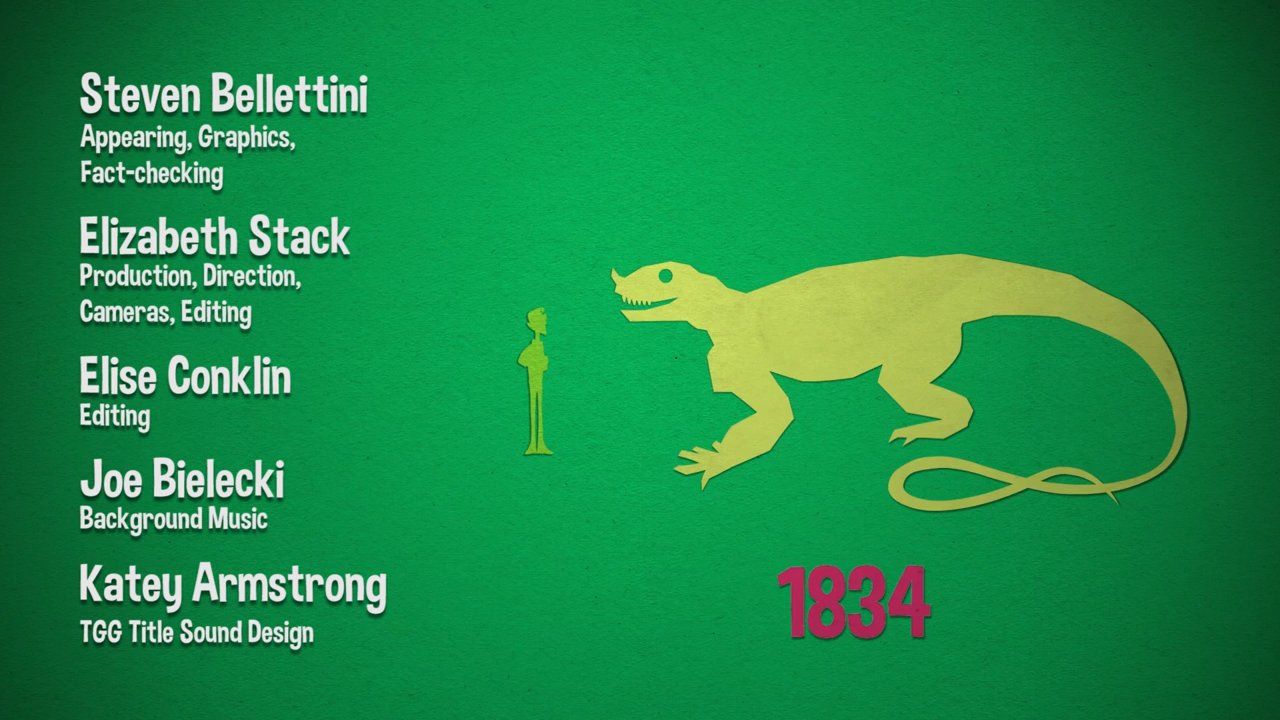 Steven Bellettini
Appearing, Graphics,
Fact-checking
Elizabeth Stack
Production, Direction,
Cameras, Editing
Elise Conklin
Editing
Joe Bielecki
Background Music
Katey Armstrong
TGG Title Sound Design
1834